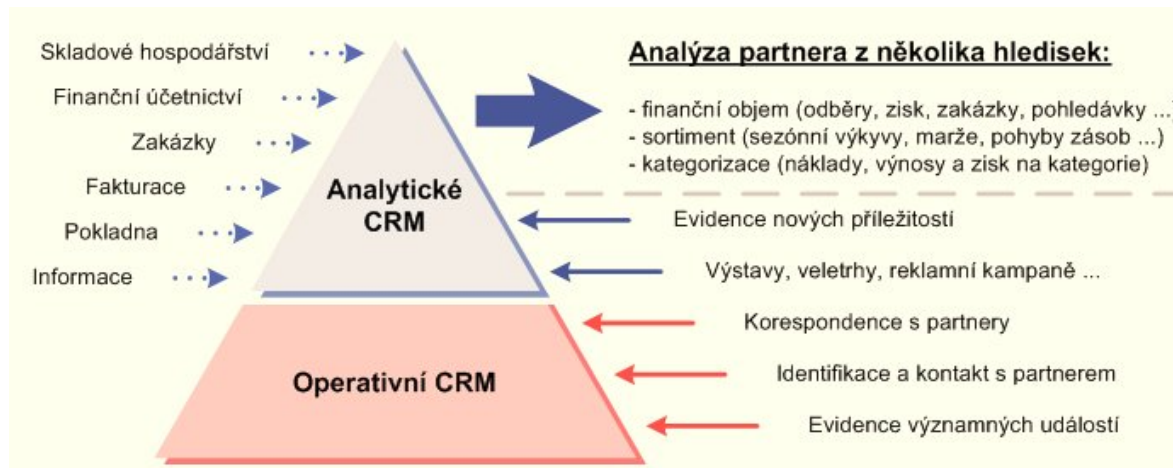 Skladové hospodářství
Finanční účetnictví
Zakázky
Fakturace
Pokladna
Informace
Analytické
CRM
Operativní CRM
Analýza partnera z několika hledisek:
- finanční objem (odběry, zisk, zakázky, pohledávky ...)
- sortiment (sezónní výkyvy, marže, pohyby zásob ...)
- kategorizace (náklady, výnosy a zisk na kategorie)
Evidence nových příležitostí
Výstavy, veletrhy, reklamní kampaně ...
Korespondence s partnery
Identifikace a kontakt s partnerem
Evidence významných událostí